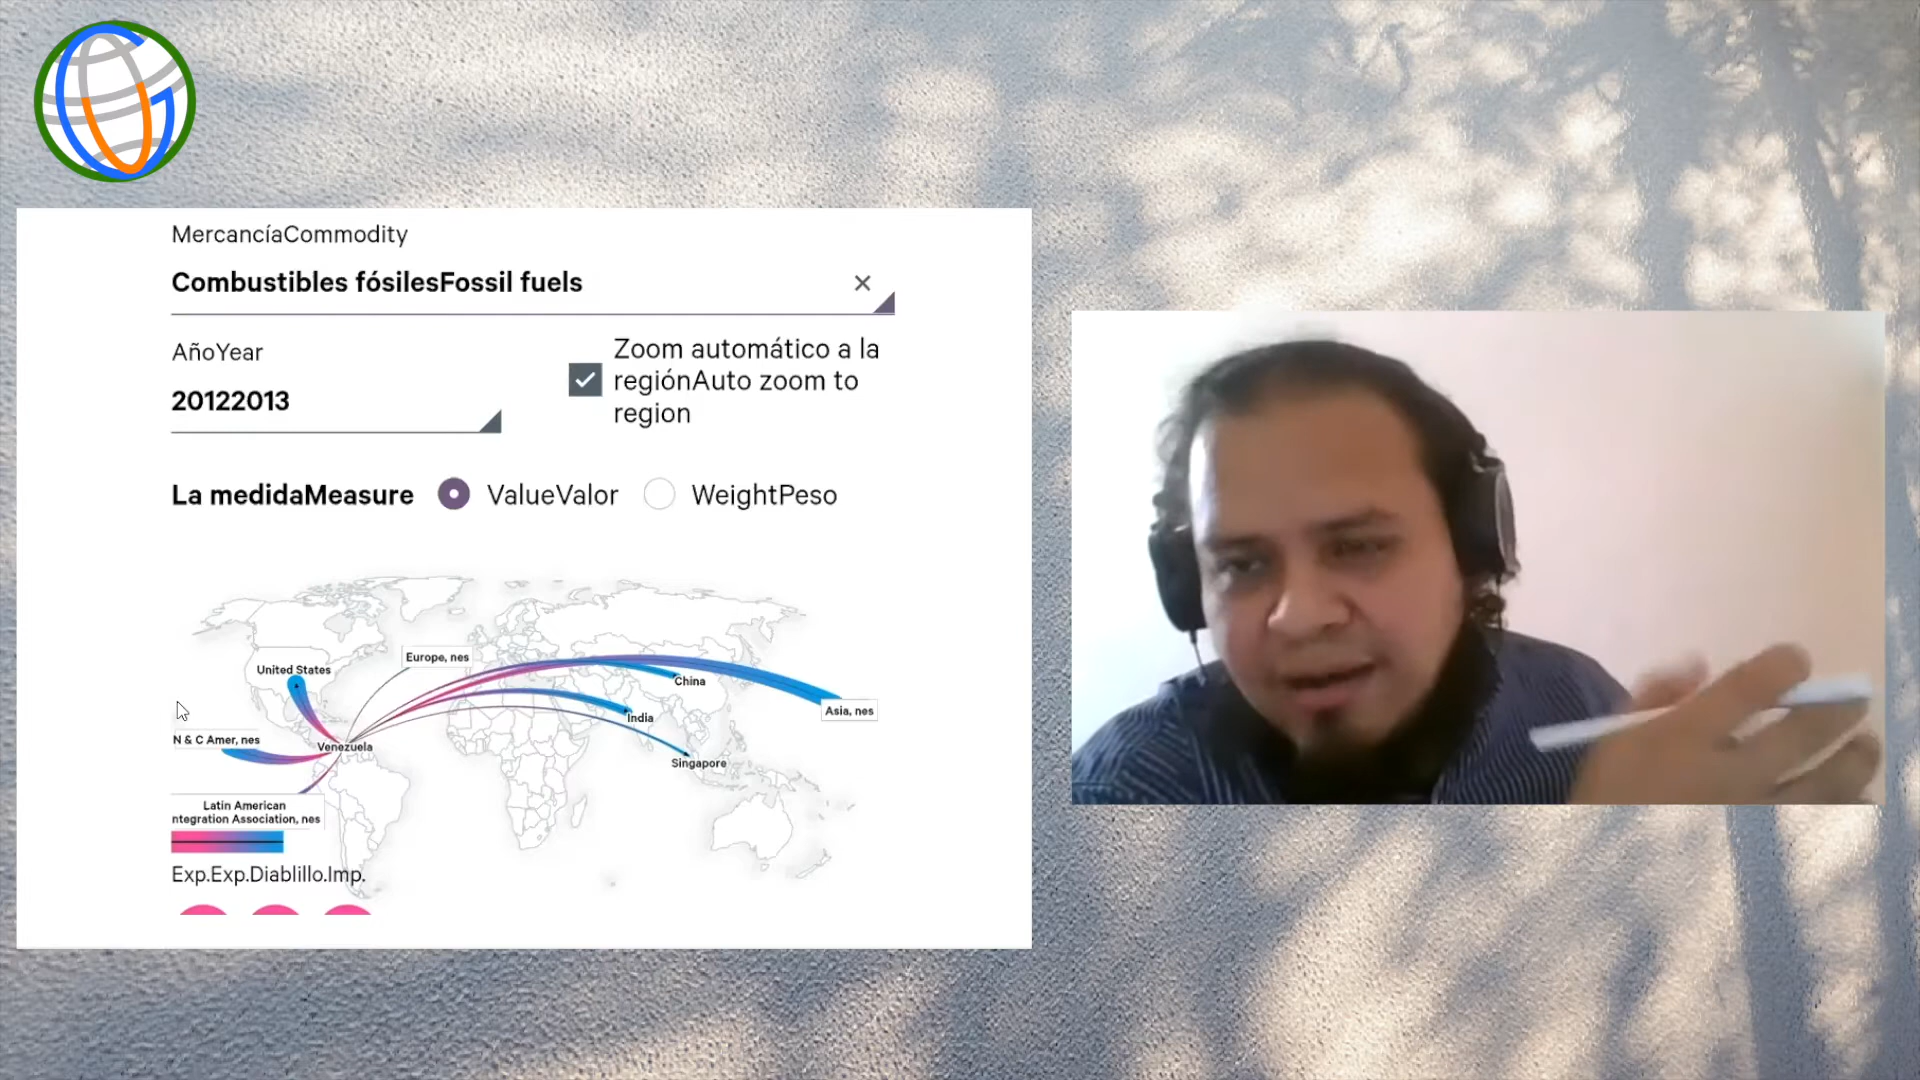 MercancíaCommodity
Combustibles fósilesFossil fuels
AñoYear
20122013
Zoom automático a la
regiónAuto zoom to
region
La medidaMeasure
ValueValor
WeightPeso
United States
Europe, nes
China
Asia, nes
India
N & C Amer, nes
Venezuela
Singapore
Latin American
ntegration Association, nes
Exp.Exp.Diablillo.Imp.